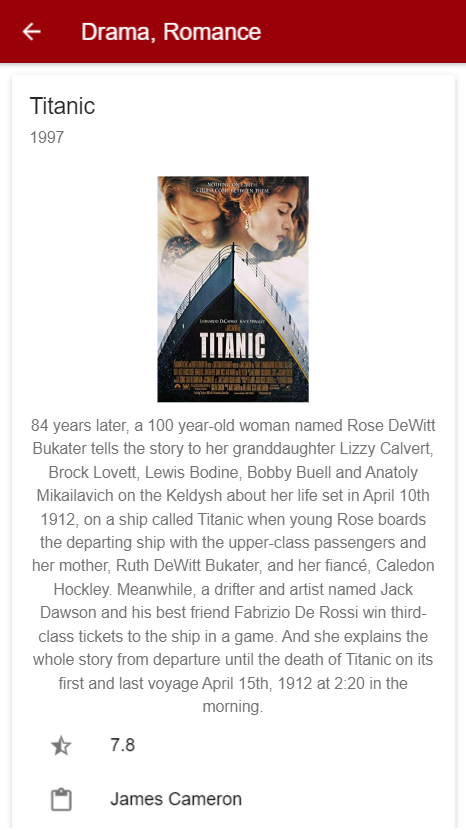 Drama, Romance
Titanic
1997
NOTHING ON EARTH
COULD COME BETWEEN THEM
LEONARDO DICAPRIO KATE WINSLET
TITANIC
84 years later, a 100 year-old woman named Rose DeWitt
Bukater tells the story to her granddaughter Lizzy Calvert,
Brock Lovett, Lewis Bodine, Bobby Buell and Anatoly
Mikailavich on the Keldysh about her life set in April 10th
1912, on a ship called Titanic when young Rose boards
the departing ship with the upper-class passengers and
her mother, Ruth DeWitt Bukater, and her fiancé, Caledon
Hockley. Meanwhile, a drifter and artist named Jack
Dawson and his best friend Fabrizio De Rossi win third-
class tickets to the ship in a game. And she explains the
whole story from departure until the death of Titanic on its
first and last voyage April 15th, 1912 at 2:20 in the
morning.
7.8
James Cameron